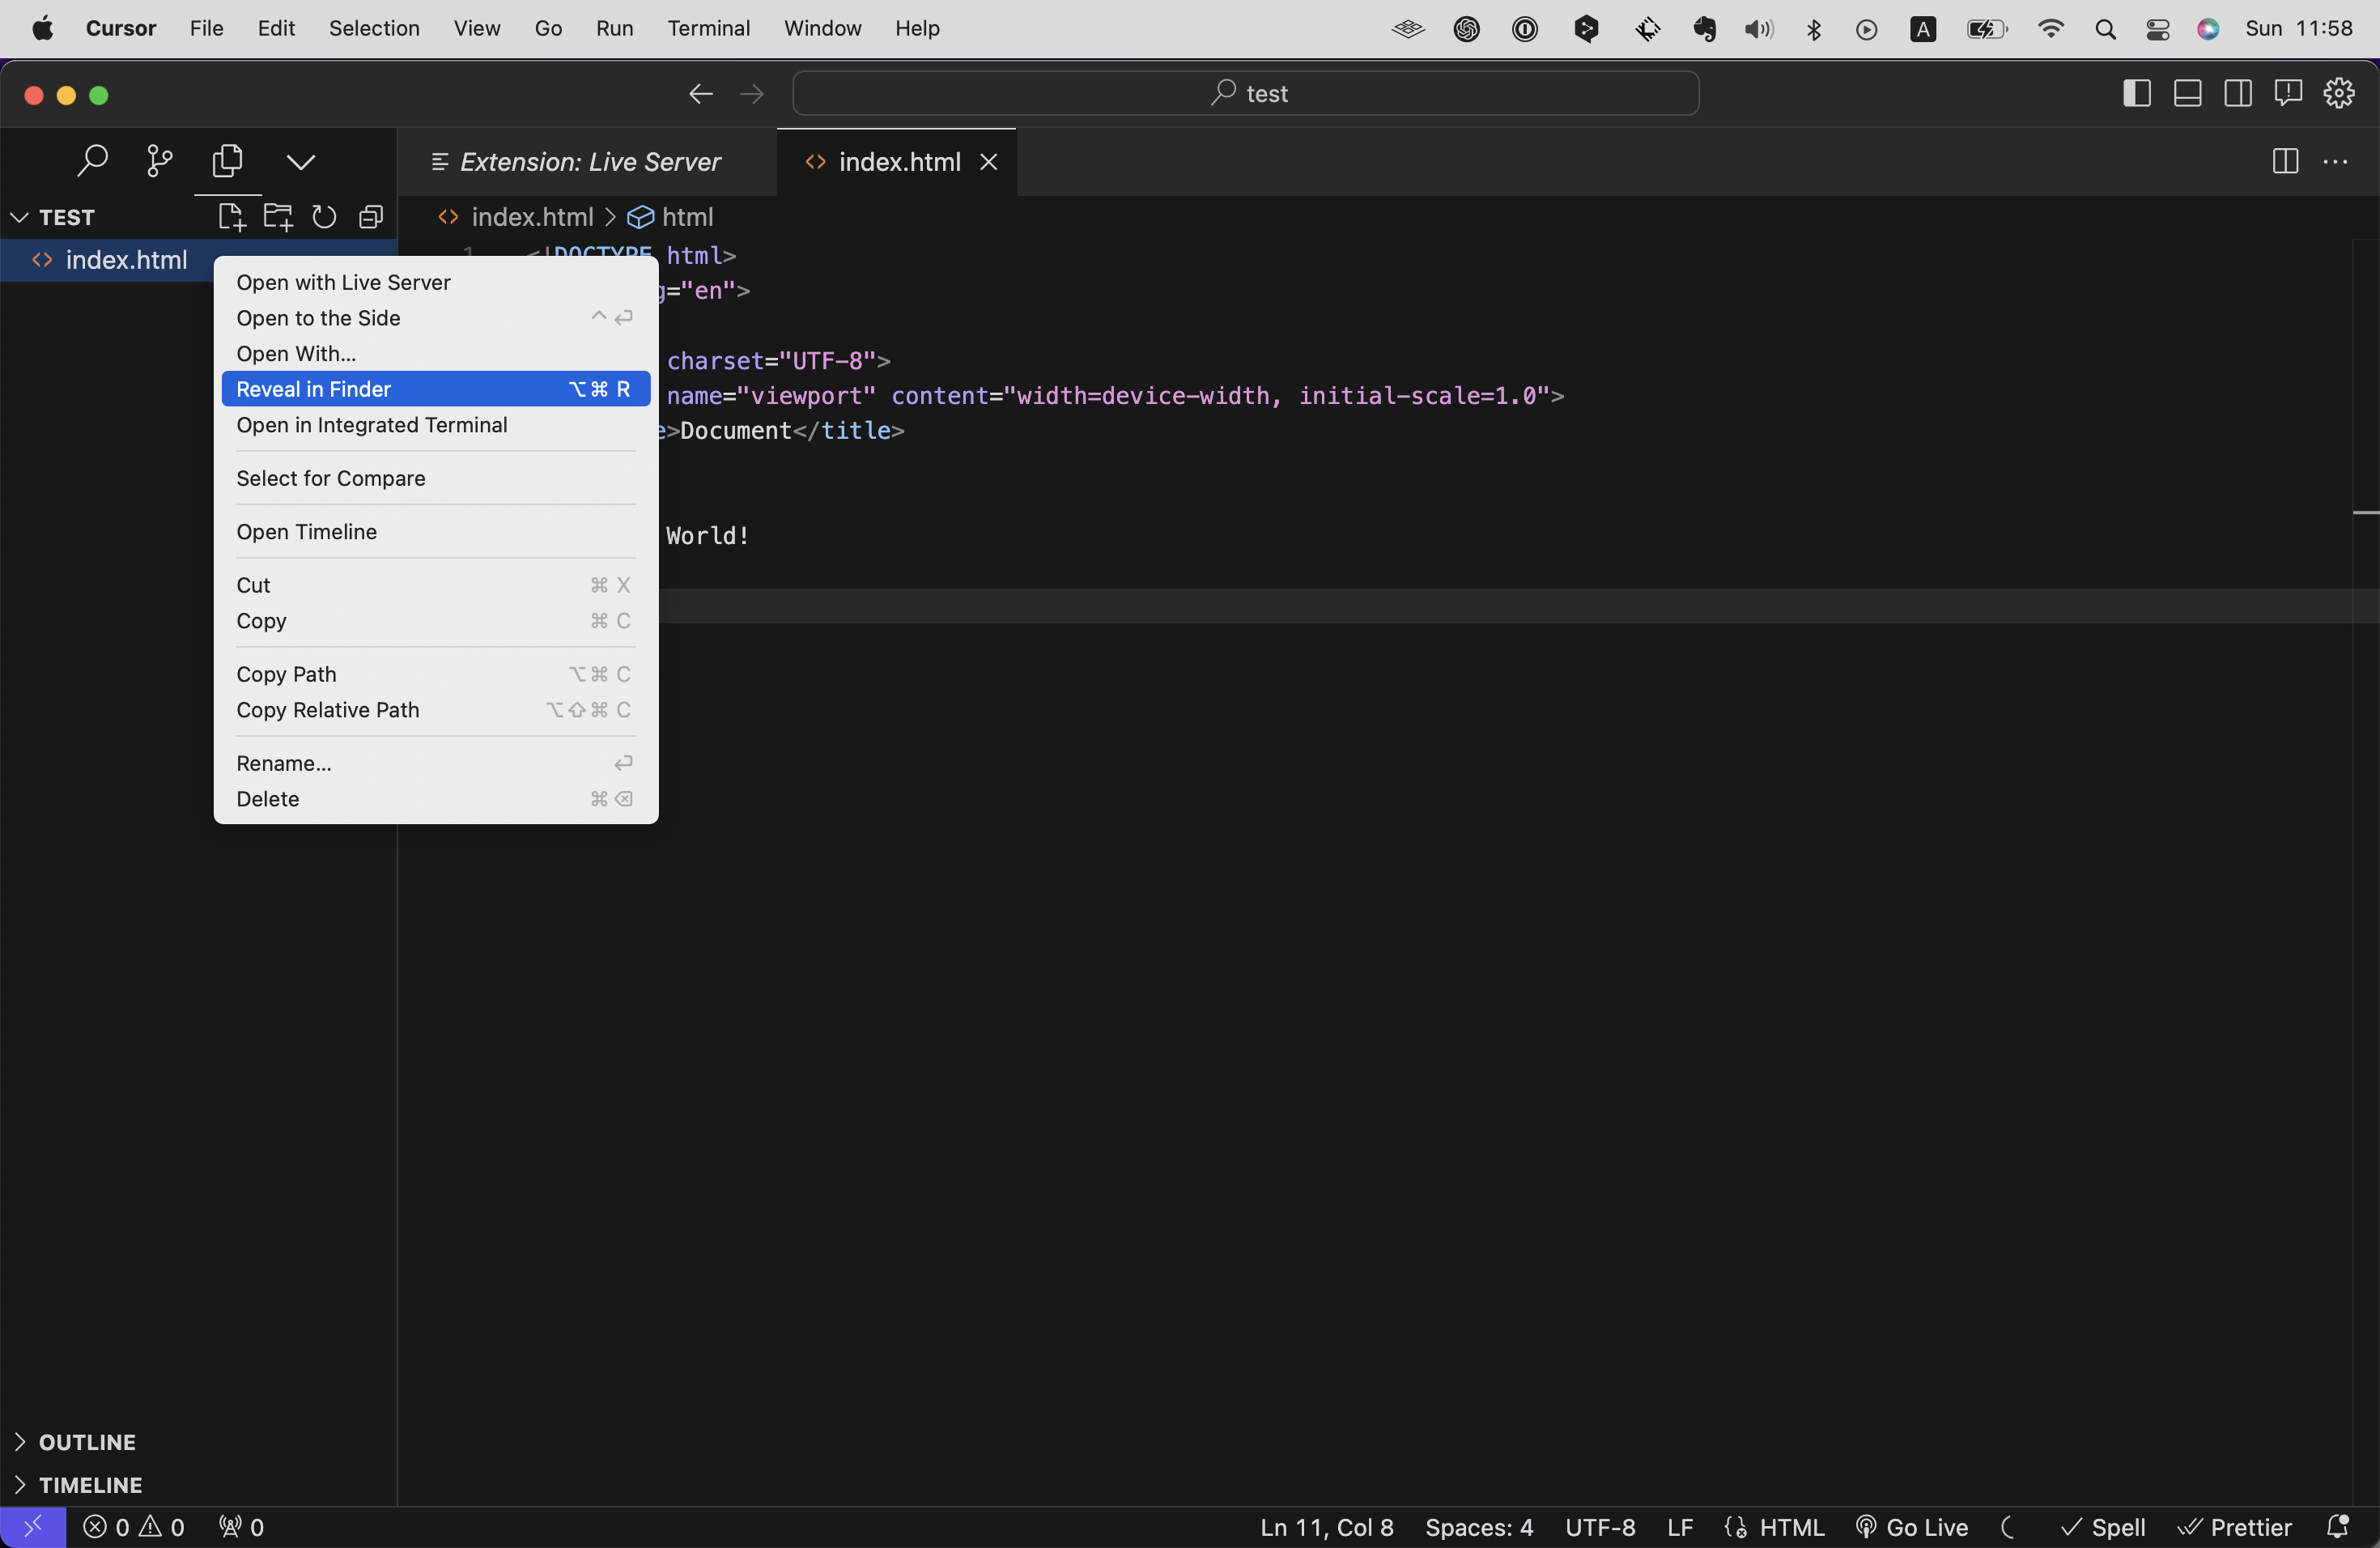 Cursor File Edit Selection View Go Run Terminal Window Help A Sun 11:58
test
Extension: Live Server index.html
TEST
index.html > html
index.html
1 <!DOCTYPE html>
g="en">
charset="UTF-8">
name="viewport" content="width=device-width, initial-scale=1.0">
e>Document</title>
World!
Open with Live Server
Open to the Side ^ ↩
Open With...
Reveal in Finder ⌥⌘ R
Open in Integrated Terminal
Select for Compare
Open Timeline
Cut ⌘ X
Copy ⌘ C
Copy Path ⌥⌘ C
Copy Relative Path ⌥⇧⌘ C
Rename... ↩
Delete ⌘⌫
OUTLINE
TIMELINE
0 0 0 Ln 11, Col 8 Spaces: 4 UTF-8 LF HTML Go Live Spell Prettier